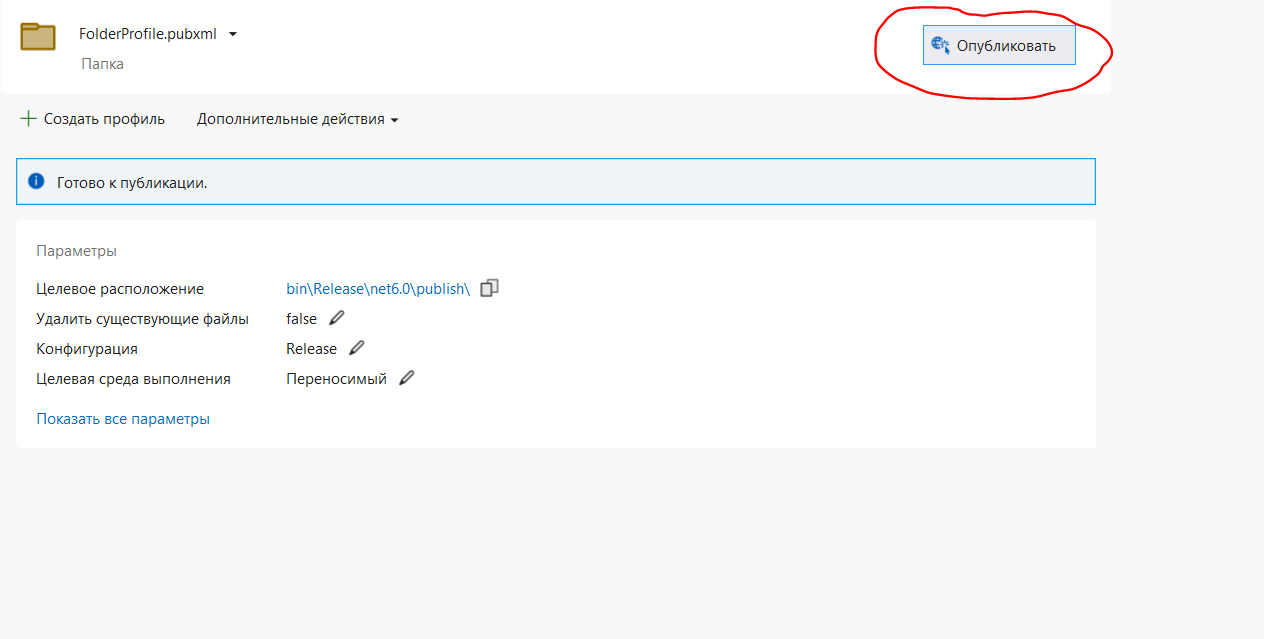 FolderProfile.pubxml
Папка
Опубликовать
Создать профиль
Дополнительные действия
Готово к публикации.
Параметры
Целевое расположение bin\Release\net6.0\publish\
Удалить существующие файлы false
Конфигурация Release
Целевая среда выполнения Переносимый
Показать все параметры